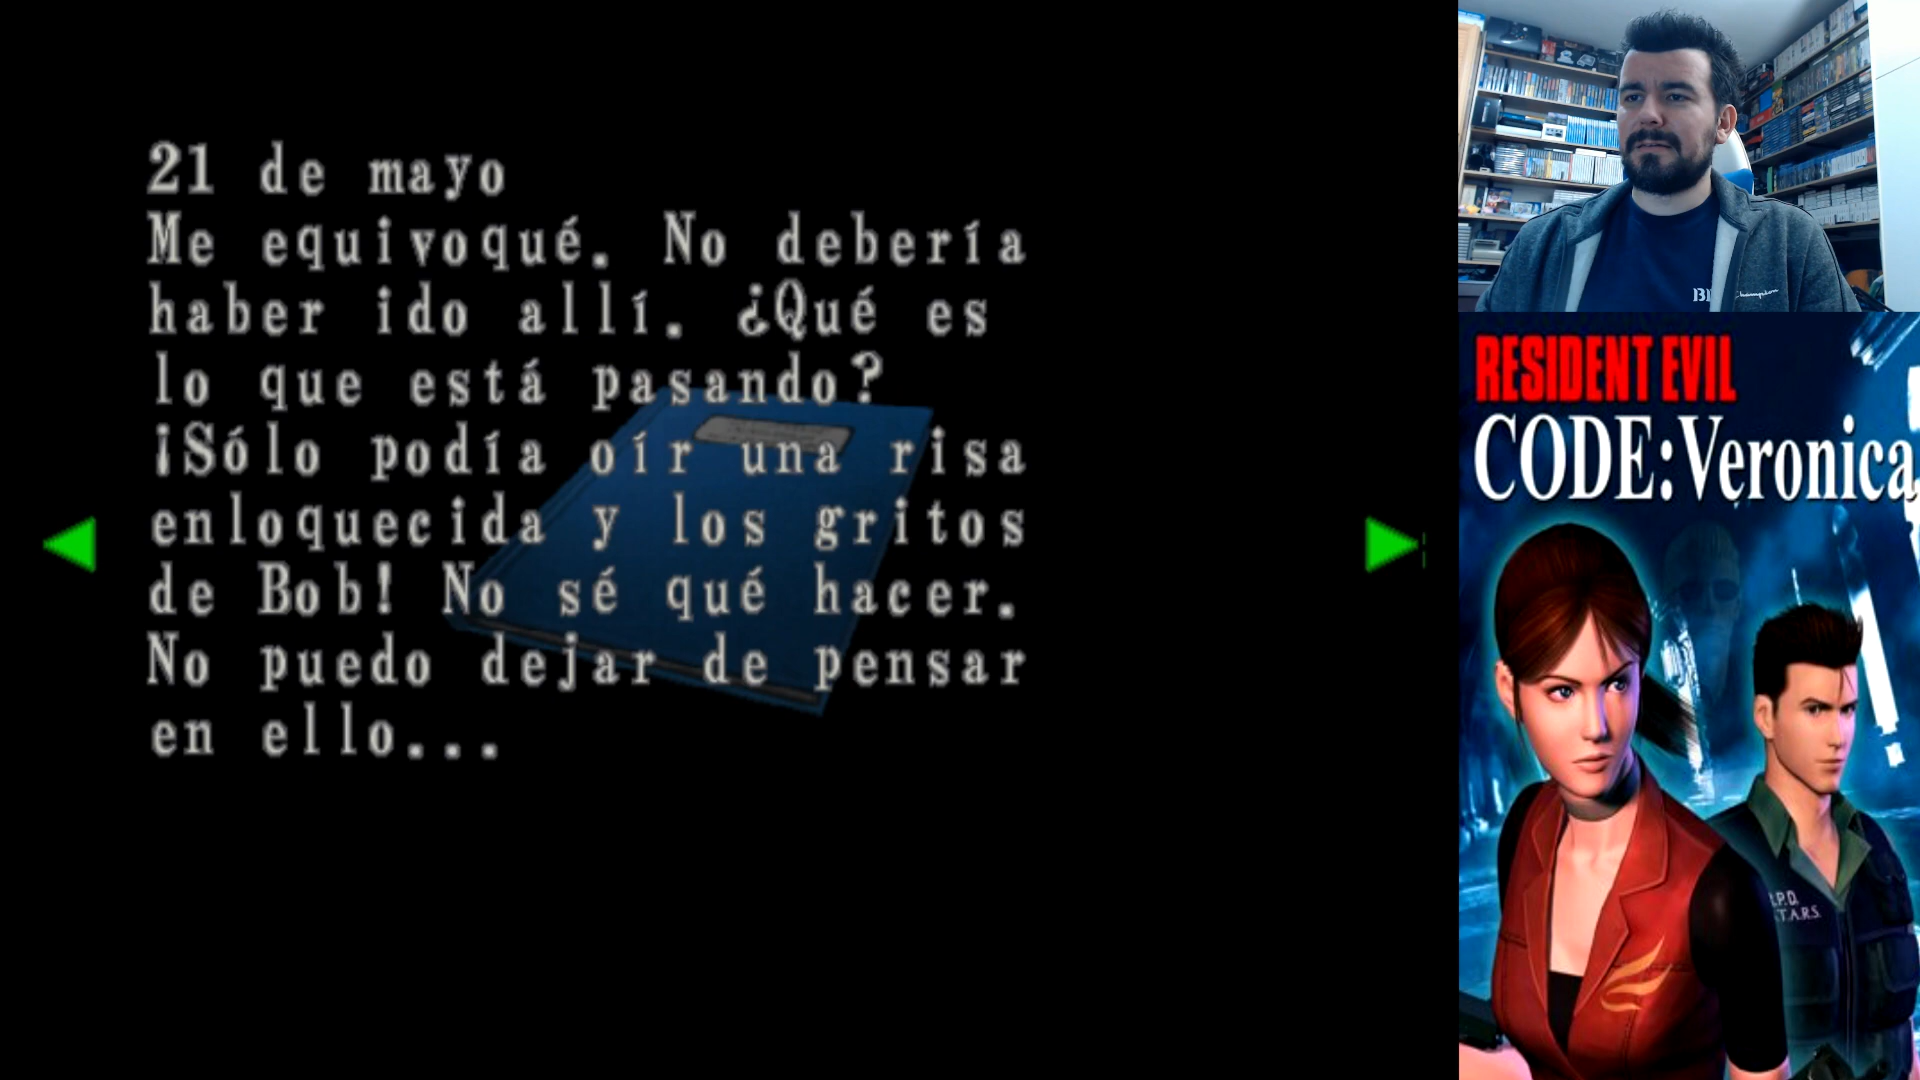 21 de mayo
Me equivoqué. No debería
haber ido allí. ¿Qué es
lo que está pasando?
¡Sólo podía oír una risa
enloquecida y los gritos
de Bob! No sé qué hacer.
No puedo dejar de pensar
en ello...
Champion
RESIDENT EVIL
CODE:Veronica
R.P.D.
S.T.A.R.S.